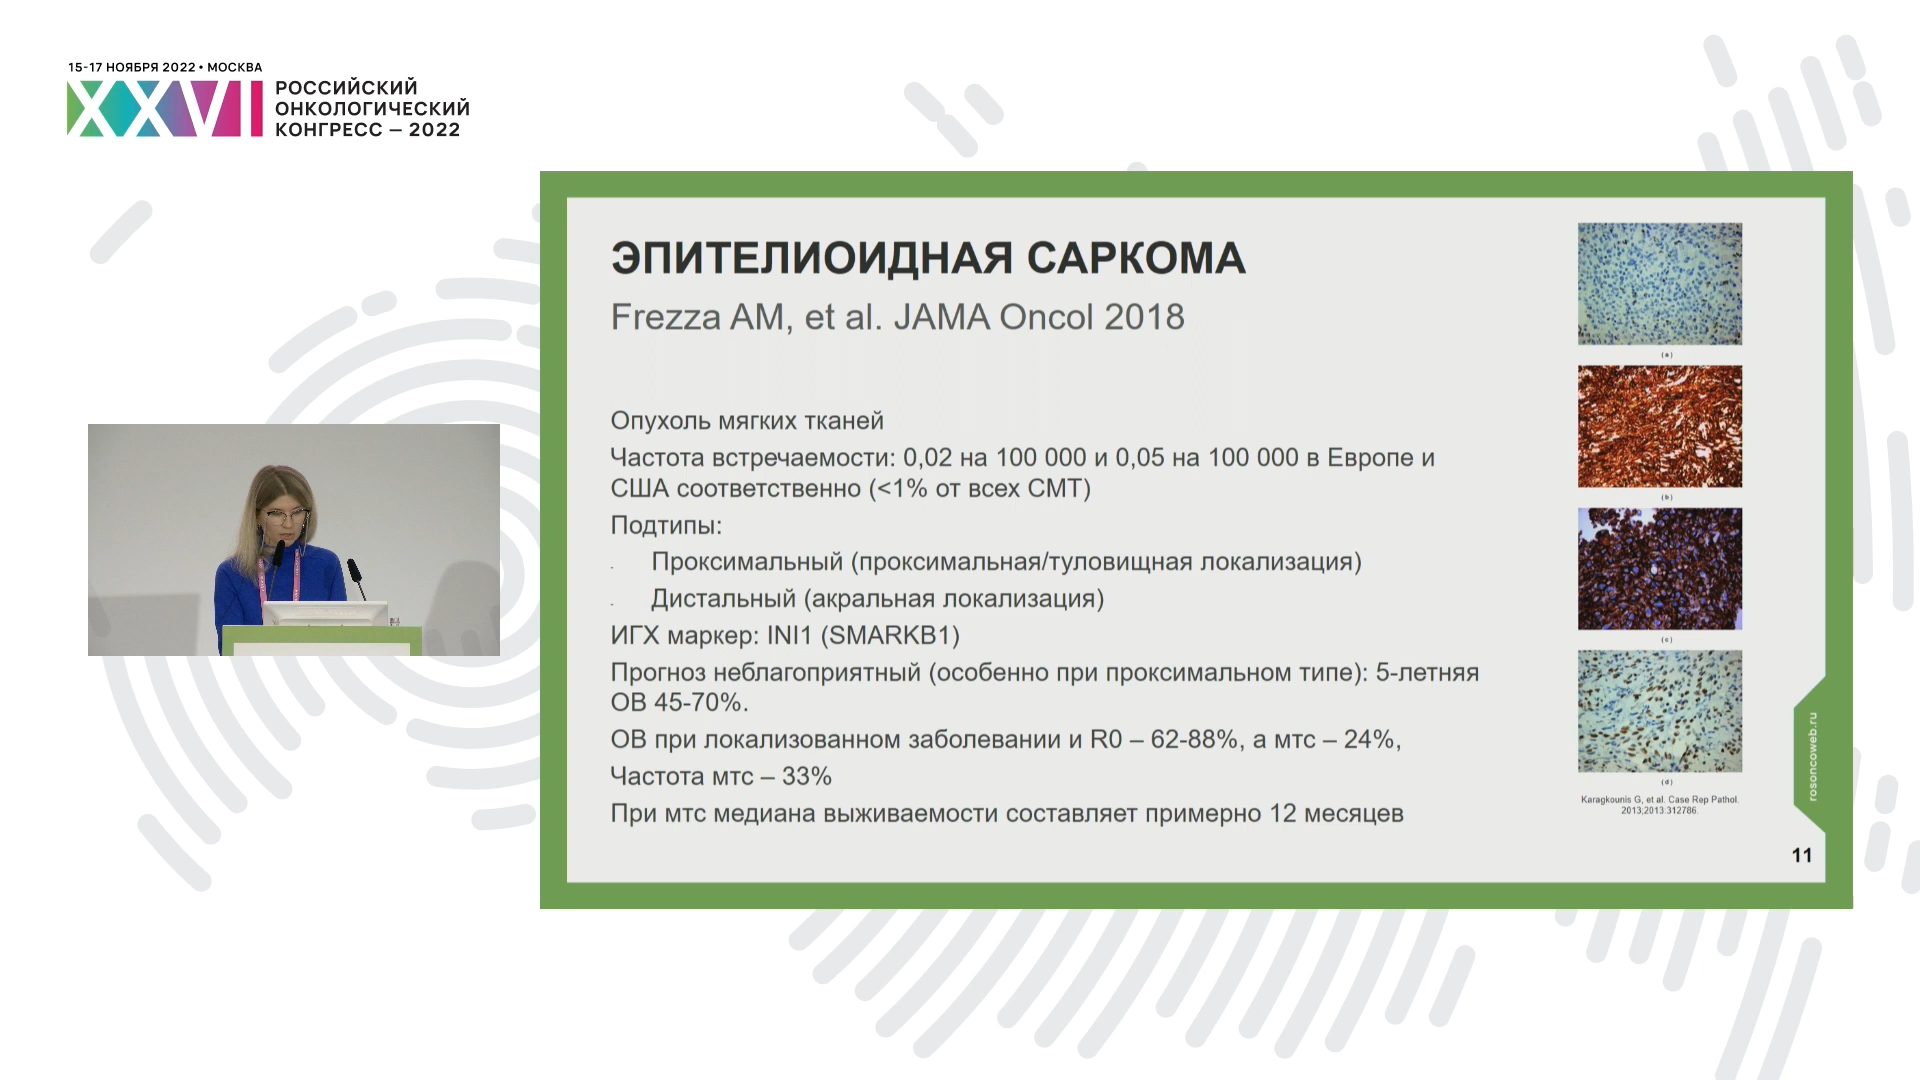 15-17 НОЯБРЯ 2022 • МОСКВА
XXVI
РОССИЙСКИЙ
ОНКОЛОГИЧЕСКИЙ
КОНГРЕСС – 2022
ЭПИТЕЛИОИДНАЯ САРКОМА
Frezza AM, et al. JAMA Oncol 2018
Опухоль мягких тканей
Частота встречаемости: 0,02 на 100 000 и 0,05 на 100 000 в Европе и
США соответственно (<1% от всех СМТ)
Подтипы:
Проксимальный (проксимальная/туловищная локализация)
Дистальный (акральная локализация)
ИГХ маркер: INI1 (SMARKB1)
Прогноз неблагоприятный (особенно при проксимальном типе): 5-летняя
ОВ 45-70%.
ОВ при локализованном заболевании и R0 – 62-88%, а мтс – 24%,
Частота мтс – 33%
При мтс медиана выживаемости составляет примерно 12 месяцев
(a)
(b)
(c)
(d)
Karagkounis G, et al. Case Rep Pathol.
2013;2013:312786.
rosoncoweb.ru
11